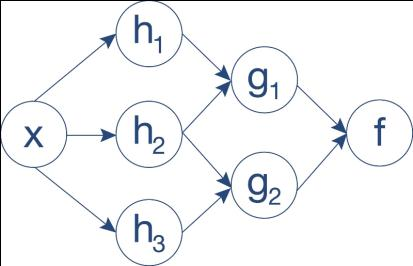 h₁
g₁
x
h₂
f
g₂
h₃